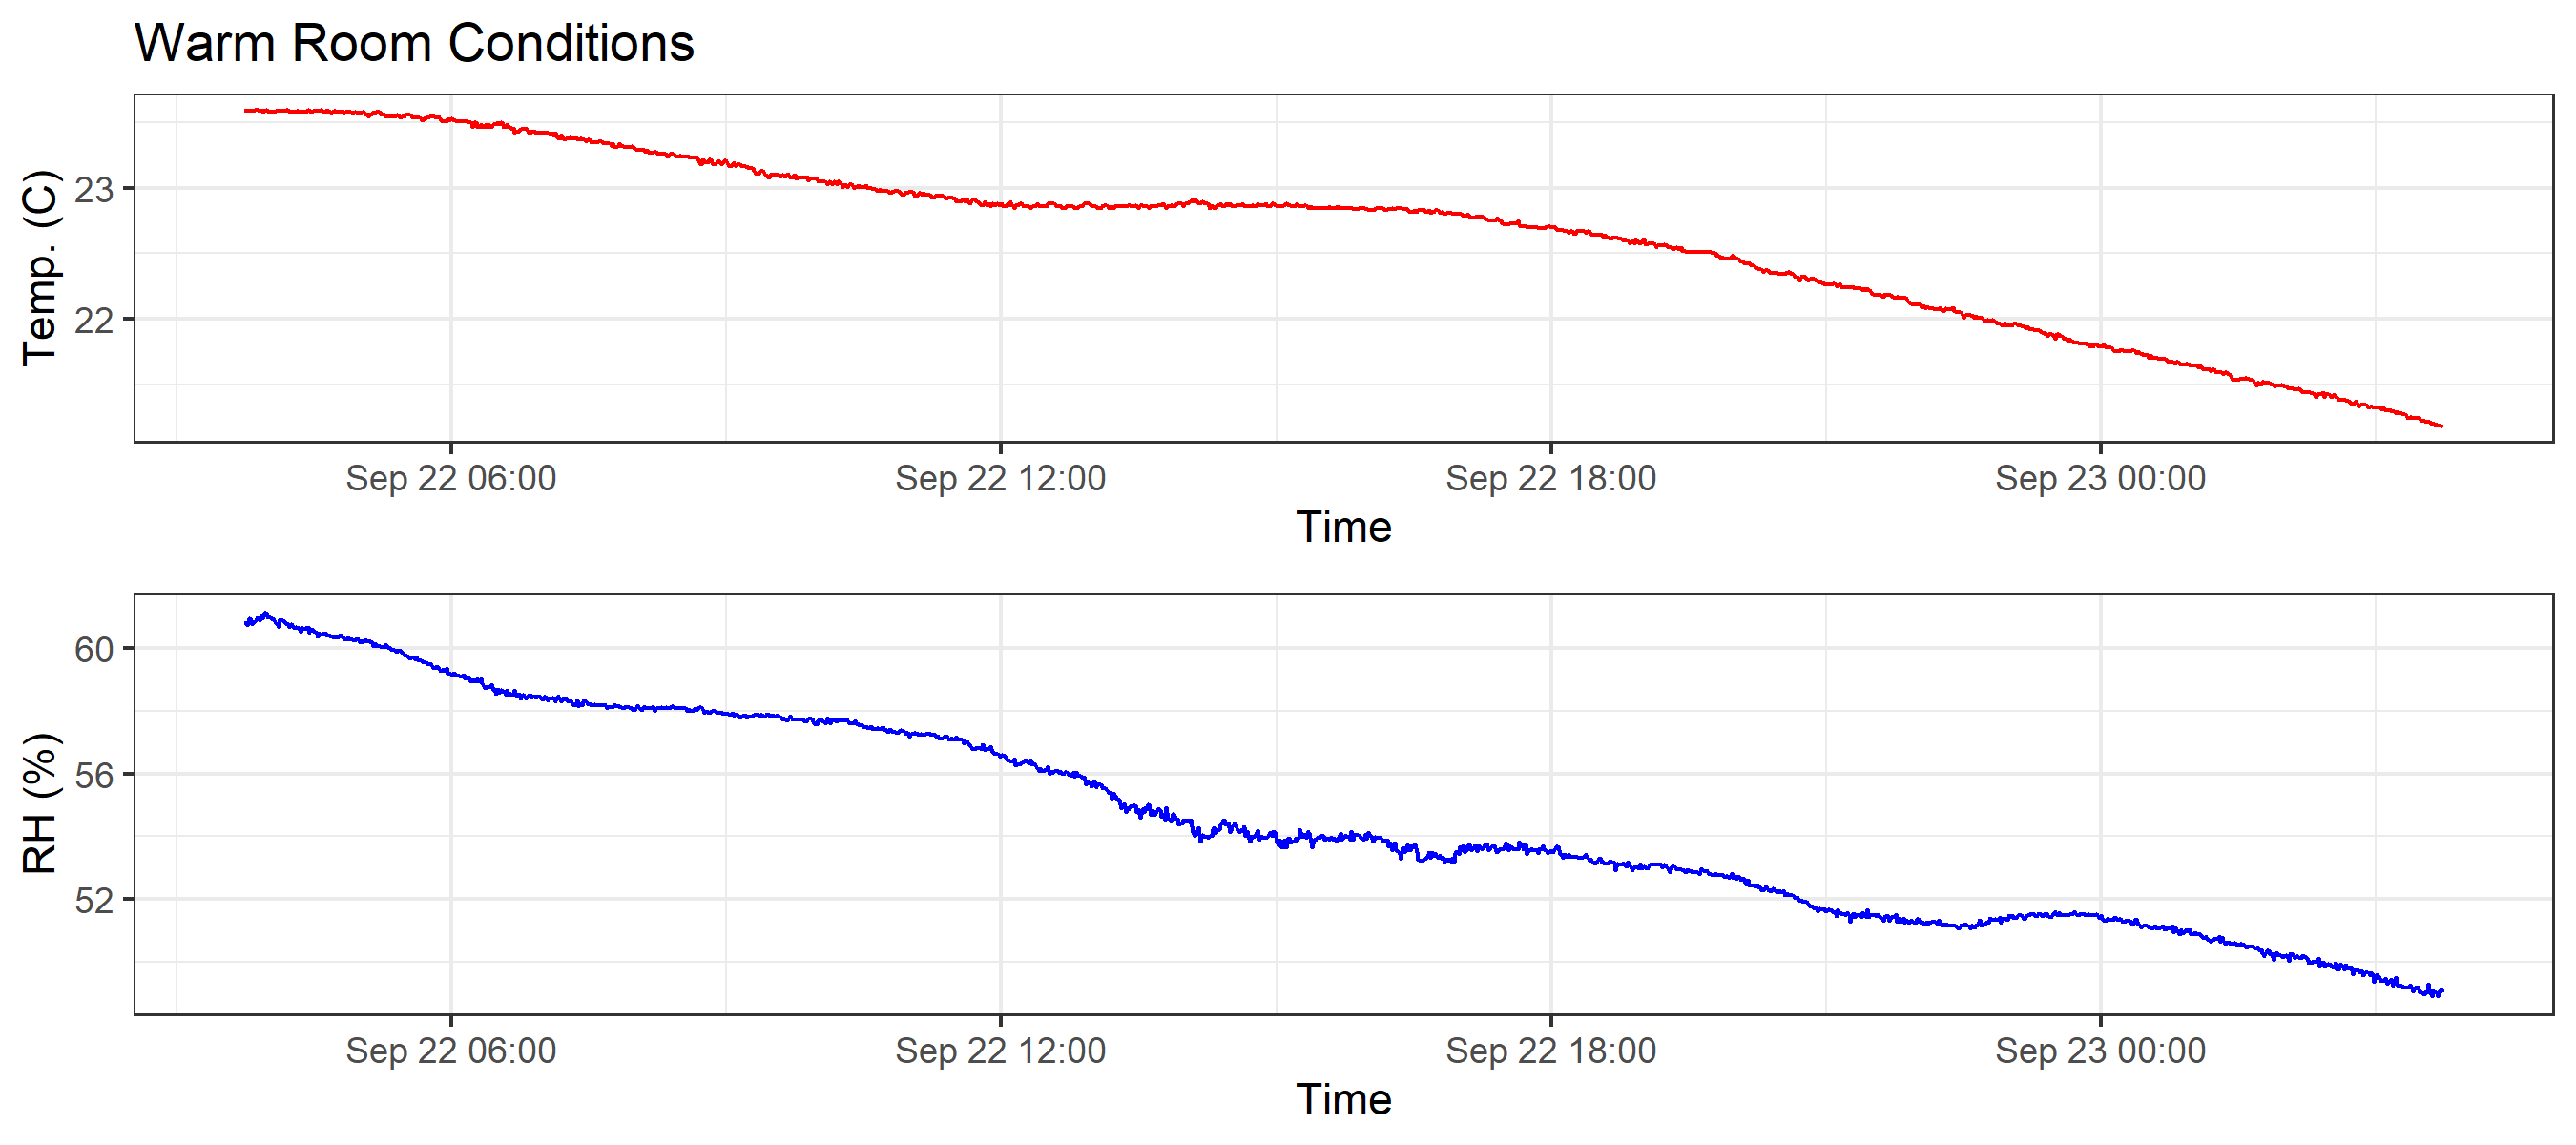 Warm Room Conditions
Temp. (C)
23
22
Sep 22 06:00 Sep 22 12:00 Sep 22 18:00 Sep 23 00:00
Time
RH (%)
60
56
52
Sep 22 06:00 Sep 22 12:00 Sep 22 18:00 Sep 23 00:00
Time